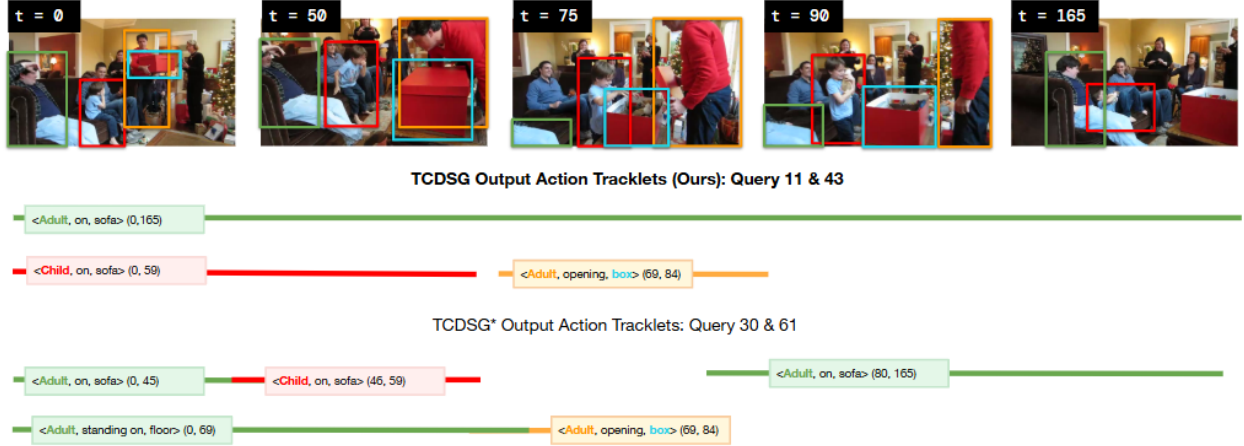 t = 0
t = 50
t = 75
t = 90
t = 165
TCDSG Output Action Tracklets (Ours): Query 11 & 43
<Adult, on, sofa> (0,165)
<Child, on, sofa> (0, 59)
<Adult, opening, box> (69, 84)
TCDSG* Output Action Tracklets: Query 30 & 61
<Adult, on, sofa> (0, 45)
<Child, on, sofa> (46, 59)
<Adult, on, sofa> (80, 165)
<Adult, standing on, floor> (0, 69)
<Adult, opening, box> (69, 84)